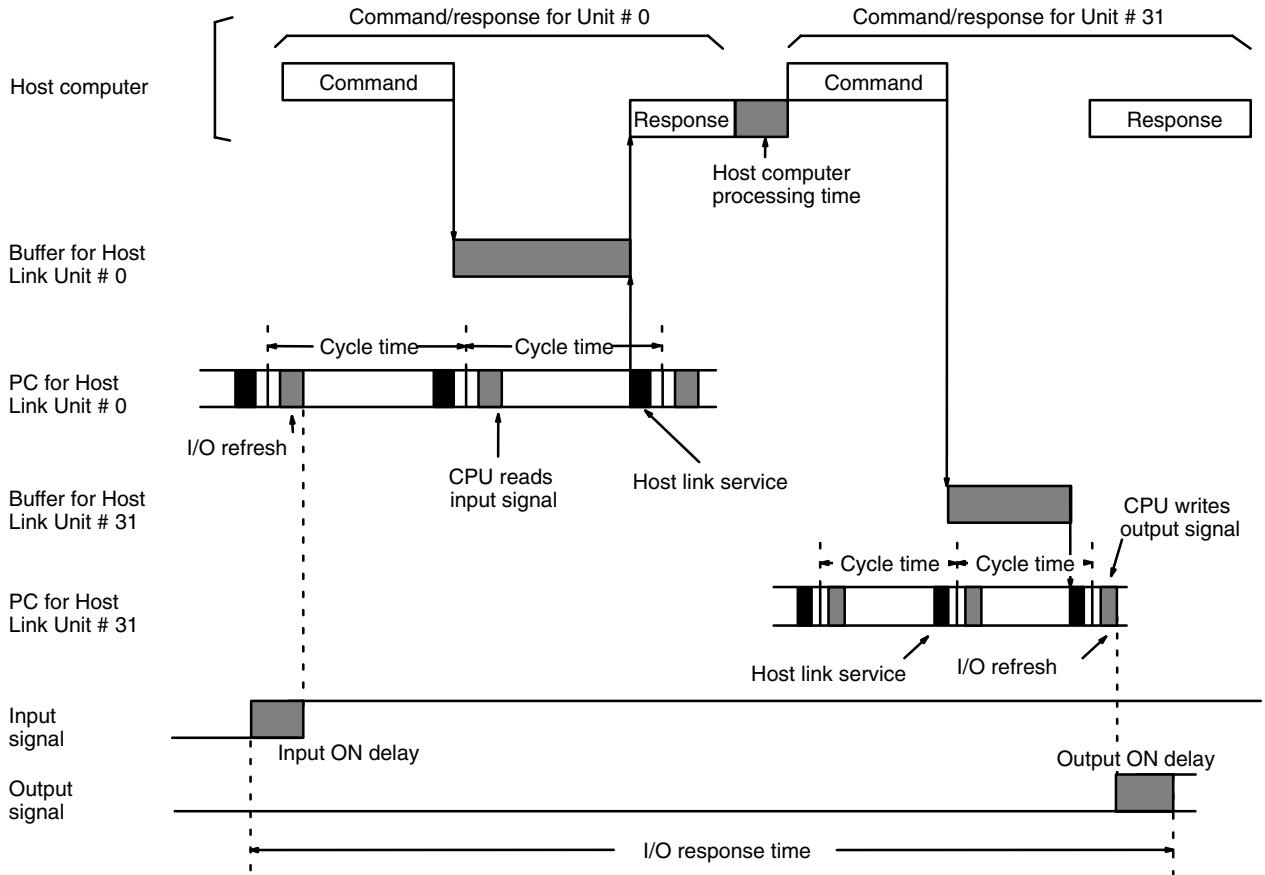 Command/response for Unit # 0
Command/response for Unit # 31
Host computer
Command
Command
Response
Response
Host computer
processing time
Buffer for Host
Link Unit # 0
Cycle time
Cycle time
PC for Host
Link Unit # 0
I/O refresh
CPU reads
input signal
Host link service
Buffer for Host
Link Unit # 31
CPU writes
output signal
Cycle time
Cycle time
PC for Host
Link Unit # 31
Host link service
I/O refresh
Input
signal
Input ON delay
Output ON delay
Output
signal
I/O response time